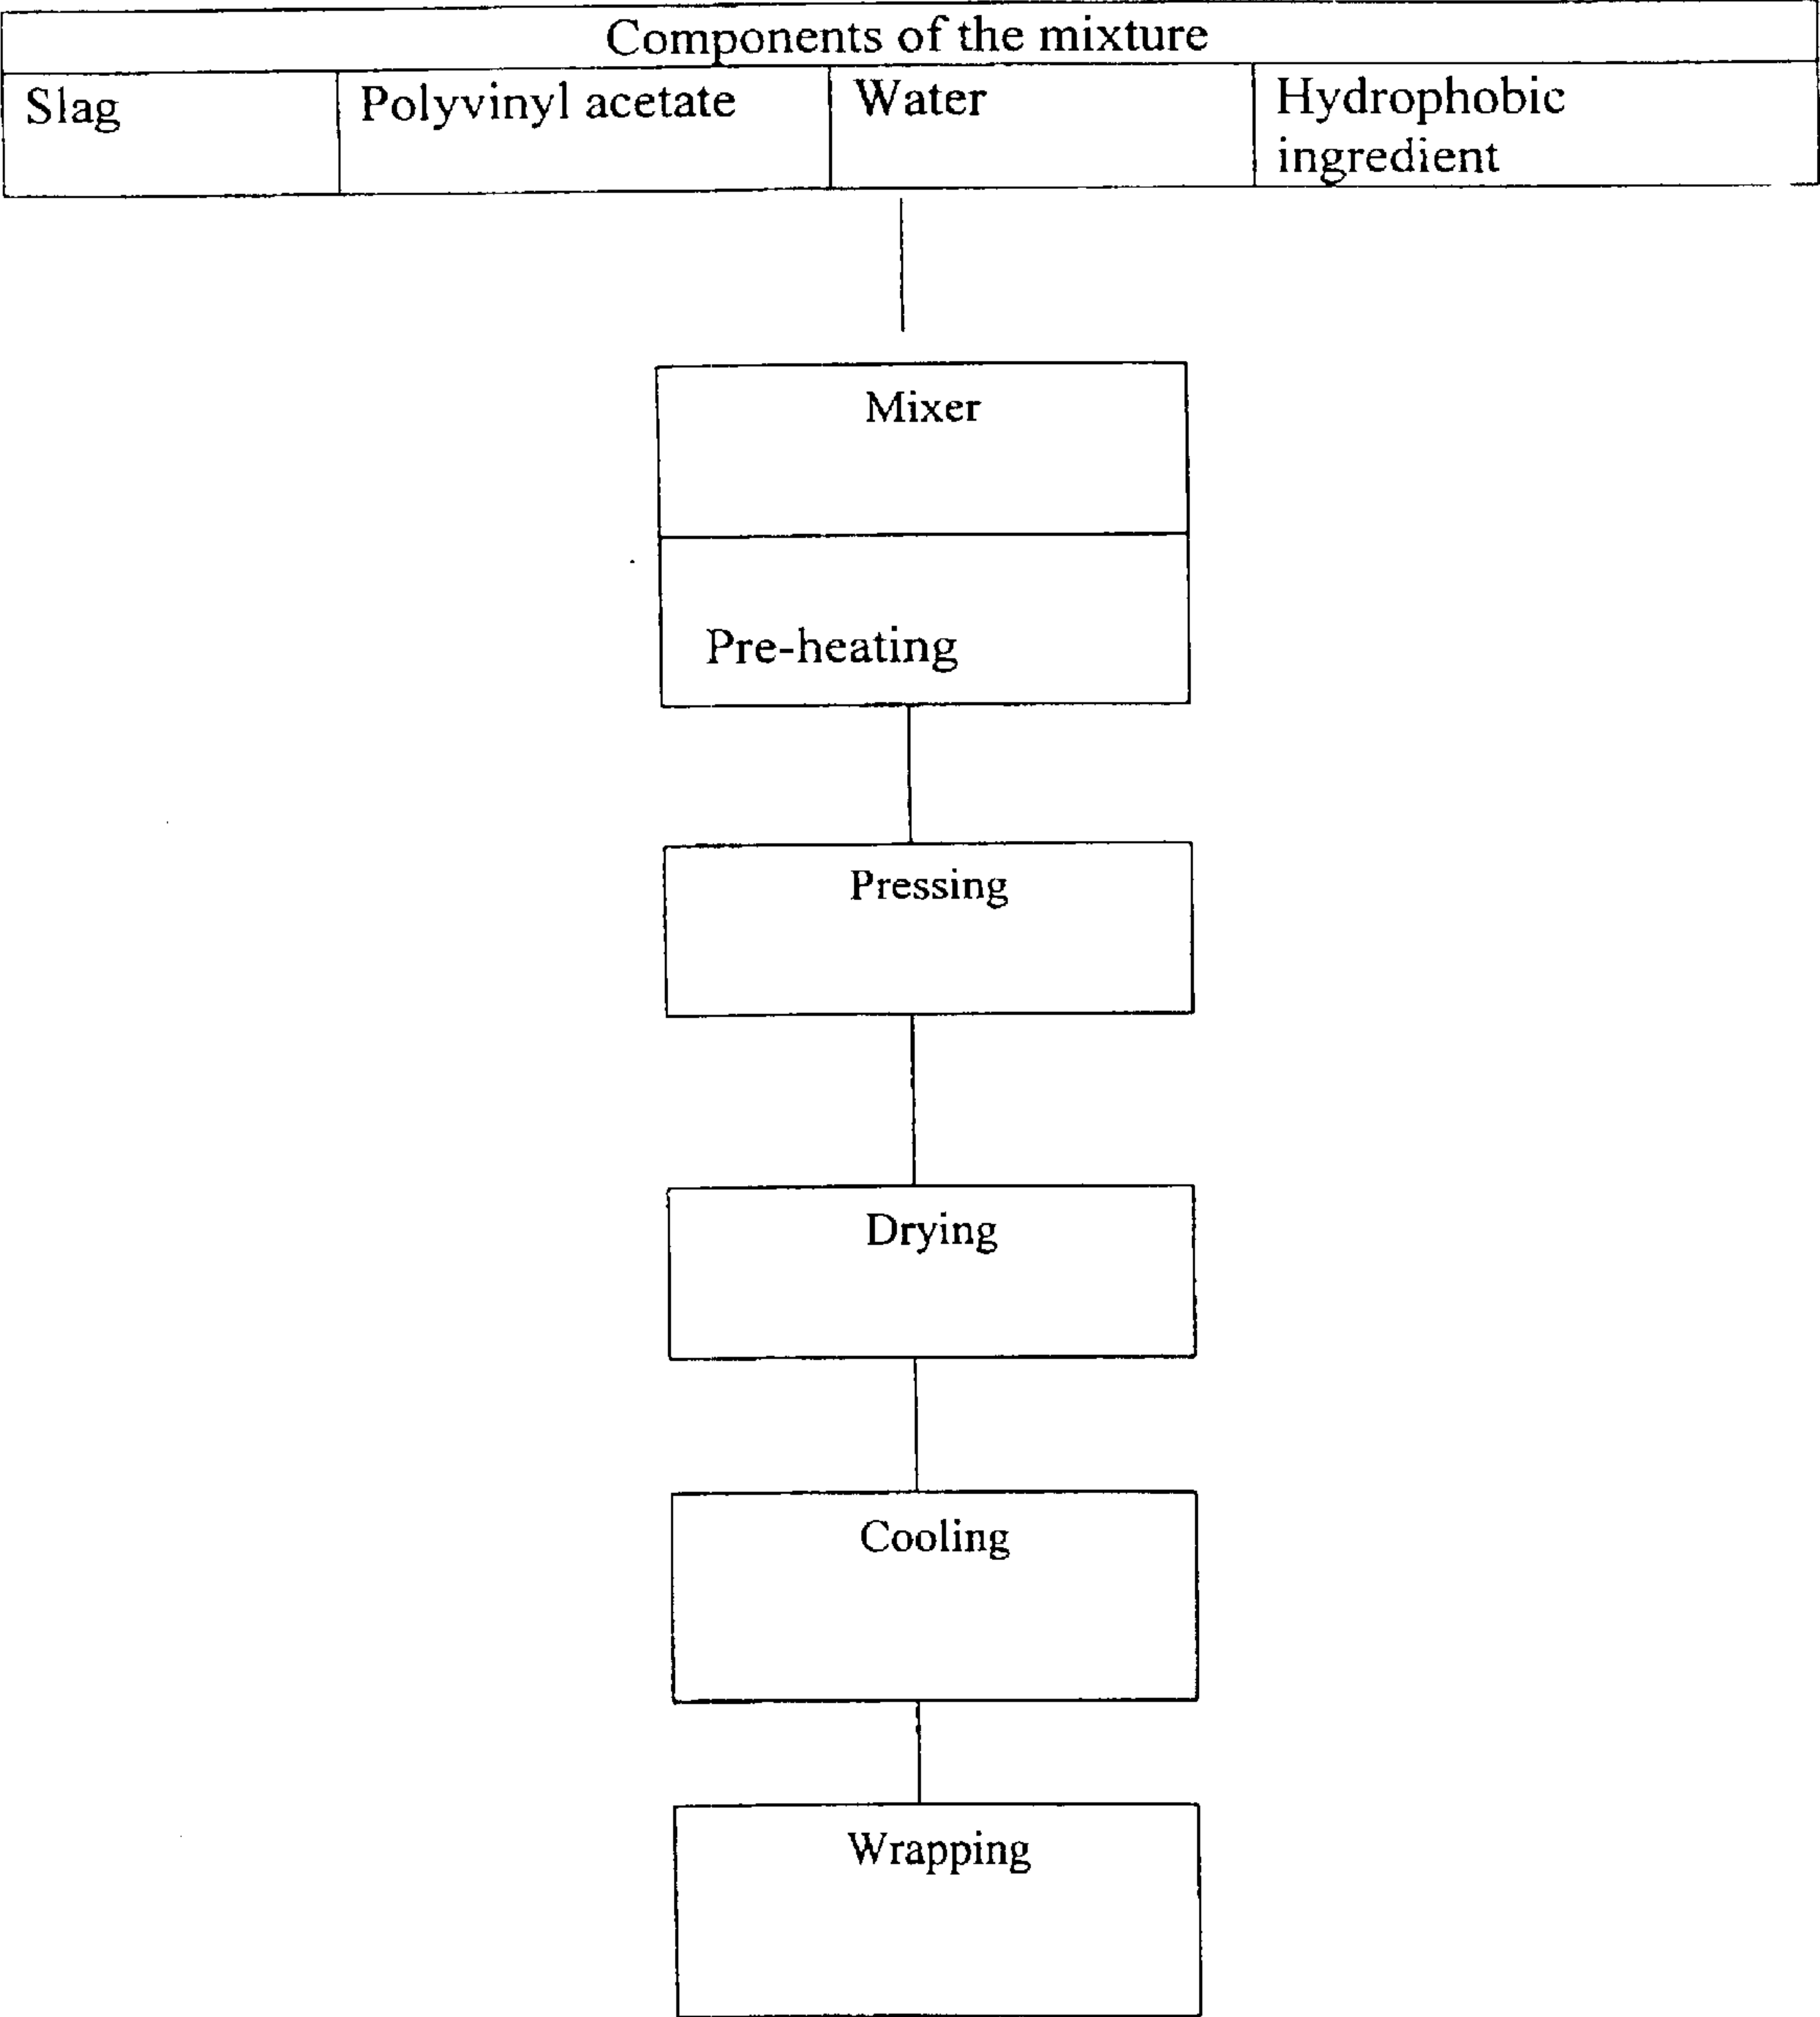 Components of the mixture
Slag
Polyvinyl acetate
Water
Hydrophobic
ingredient
Mixer
Pre-heating
Pressing
Drying
Cooling
Wrapping